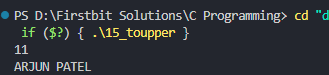 PS D:\Firstbit Solutions\C Programming> cd "d
if ($?) { .\15_toupper }
11
ARJUN PATEL